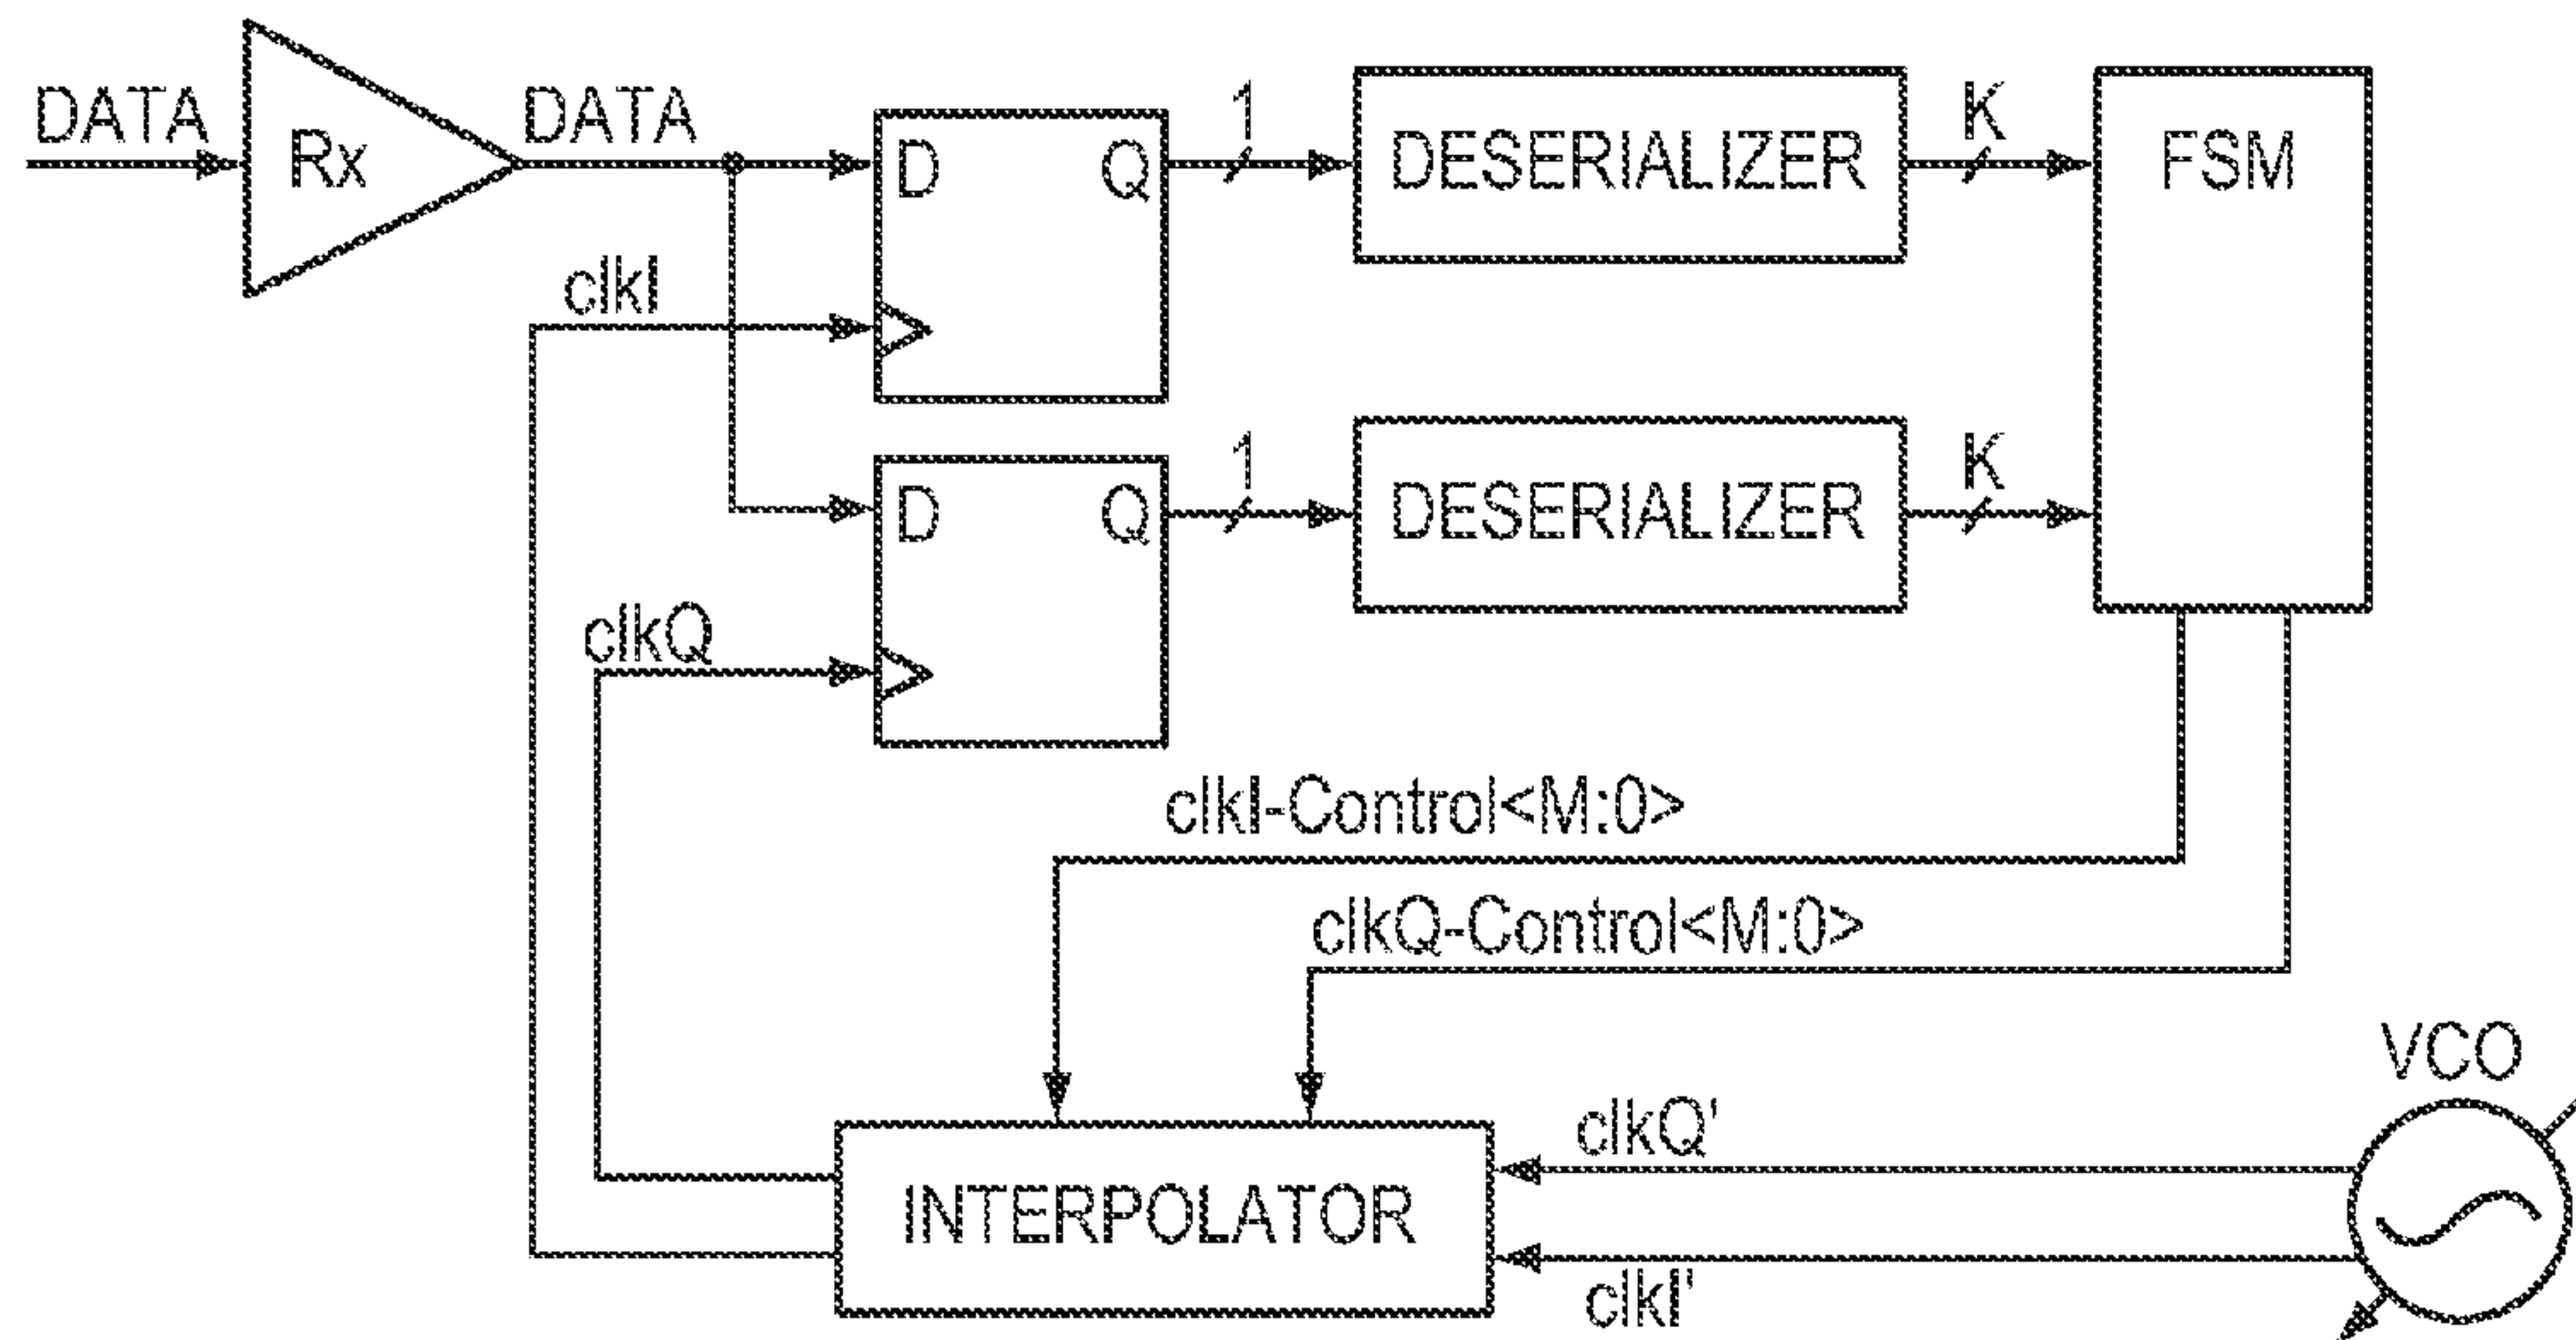 DATA
Rx
DATA
D
Q
1
DESERIALIZER
K
FSM
clkI
D
Q
1
DESERIALIZER
K
clkQ
clkI-Control<M:0>
clkQ-Control<M:0>
VCO
clkQ'
INTERPOLATOR
clkI'